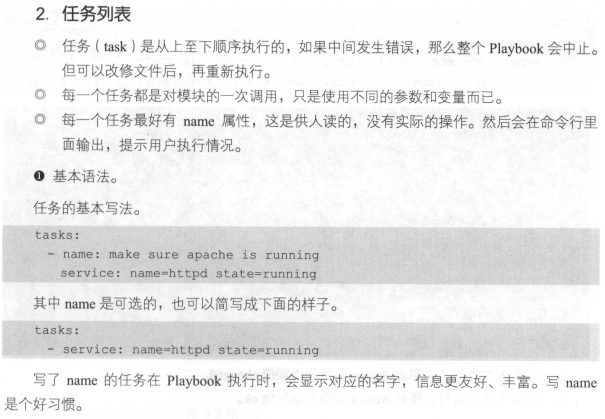 2. 任务列表
◎ 任务（task）是从上至下顺序执行的，如果中间发生错误，那么整个 Playbook 会中止。
但可以改修文件后，再重新执行。
◎ 每一个任务都是对模块的一次调用，只是使用不同的参数和变量而已。
◎ 每一个任务最好有 name 属性，这是供人读的，没有实际的操作。然后会在命令行里
面输出，提示用户执行情况。
❶ 基本语法。
任务的基本写法。
tasks:
- name: make sure apache is running
service: name=httpd state=running
其中 name 是可选的，也可以简写成下面的样子。
tasks:
- service: name=httpd state=running
写了 name 的任务在 Playbook 执行时，会显示对应的名字，信息更友好、丰富。写 name
是个好习惯。